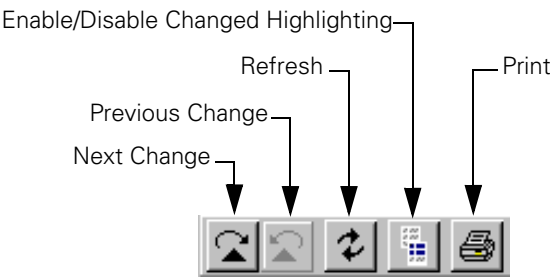 Enable/Disable Changed Highlighting
Refresh
Print
Previous Change
Next Change